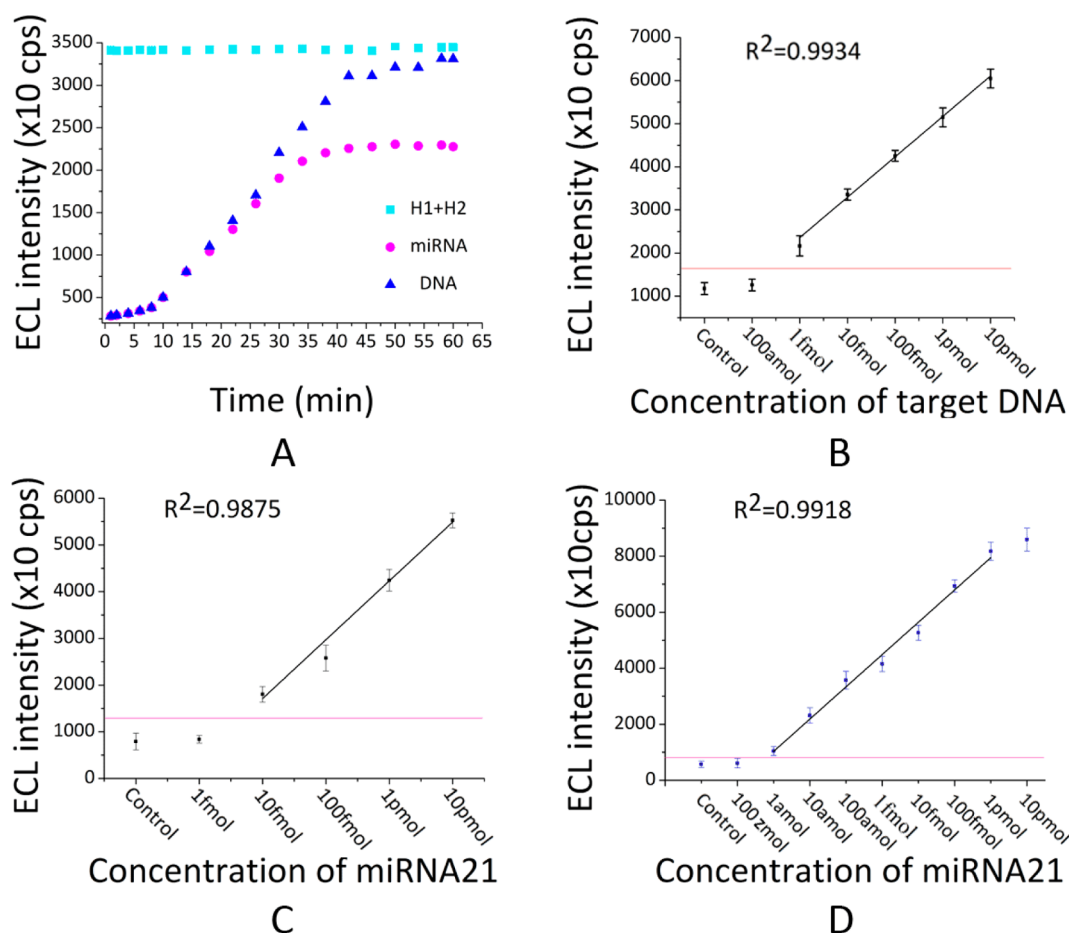 3500
3000
2500
2000
1500
1000
500
ECL intensity (x10 cps)
H1+H2
miRNA
DNA
0 5 10 15 20 25 30 35 40 45 50 55 60 65
Time (min)
A
R²=0.9934
6000
5000
4000
3000
2000
1000
ECL intensity (x10 cps)
Control 100amol 1fmol 10fmol 100fmol 1pmol 10pmol
Concentration of target DNA
B
R²=0.9875
6000
5000
4000
3000
2000
1000
0
ECL intensity (x10 cps)
Control 1fmol 10fmol 100fmol 1pmol 10pmol
Concentration of miRNA21
C
R²=0.9918
10000
8000
6000
4000
2000
0
ECL intensity (x10cps)
Control 100zmol 1amol 10amol 100amol 1fmol 10fmol 100fmol 1pmol 10pmol
Concentration of miRNA21
D